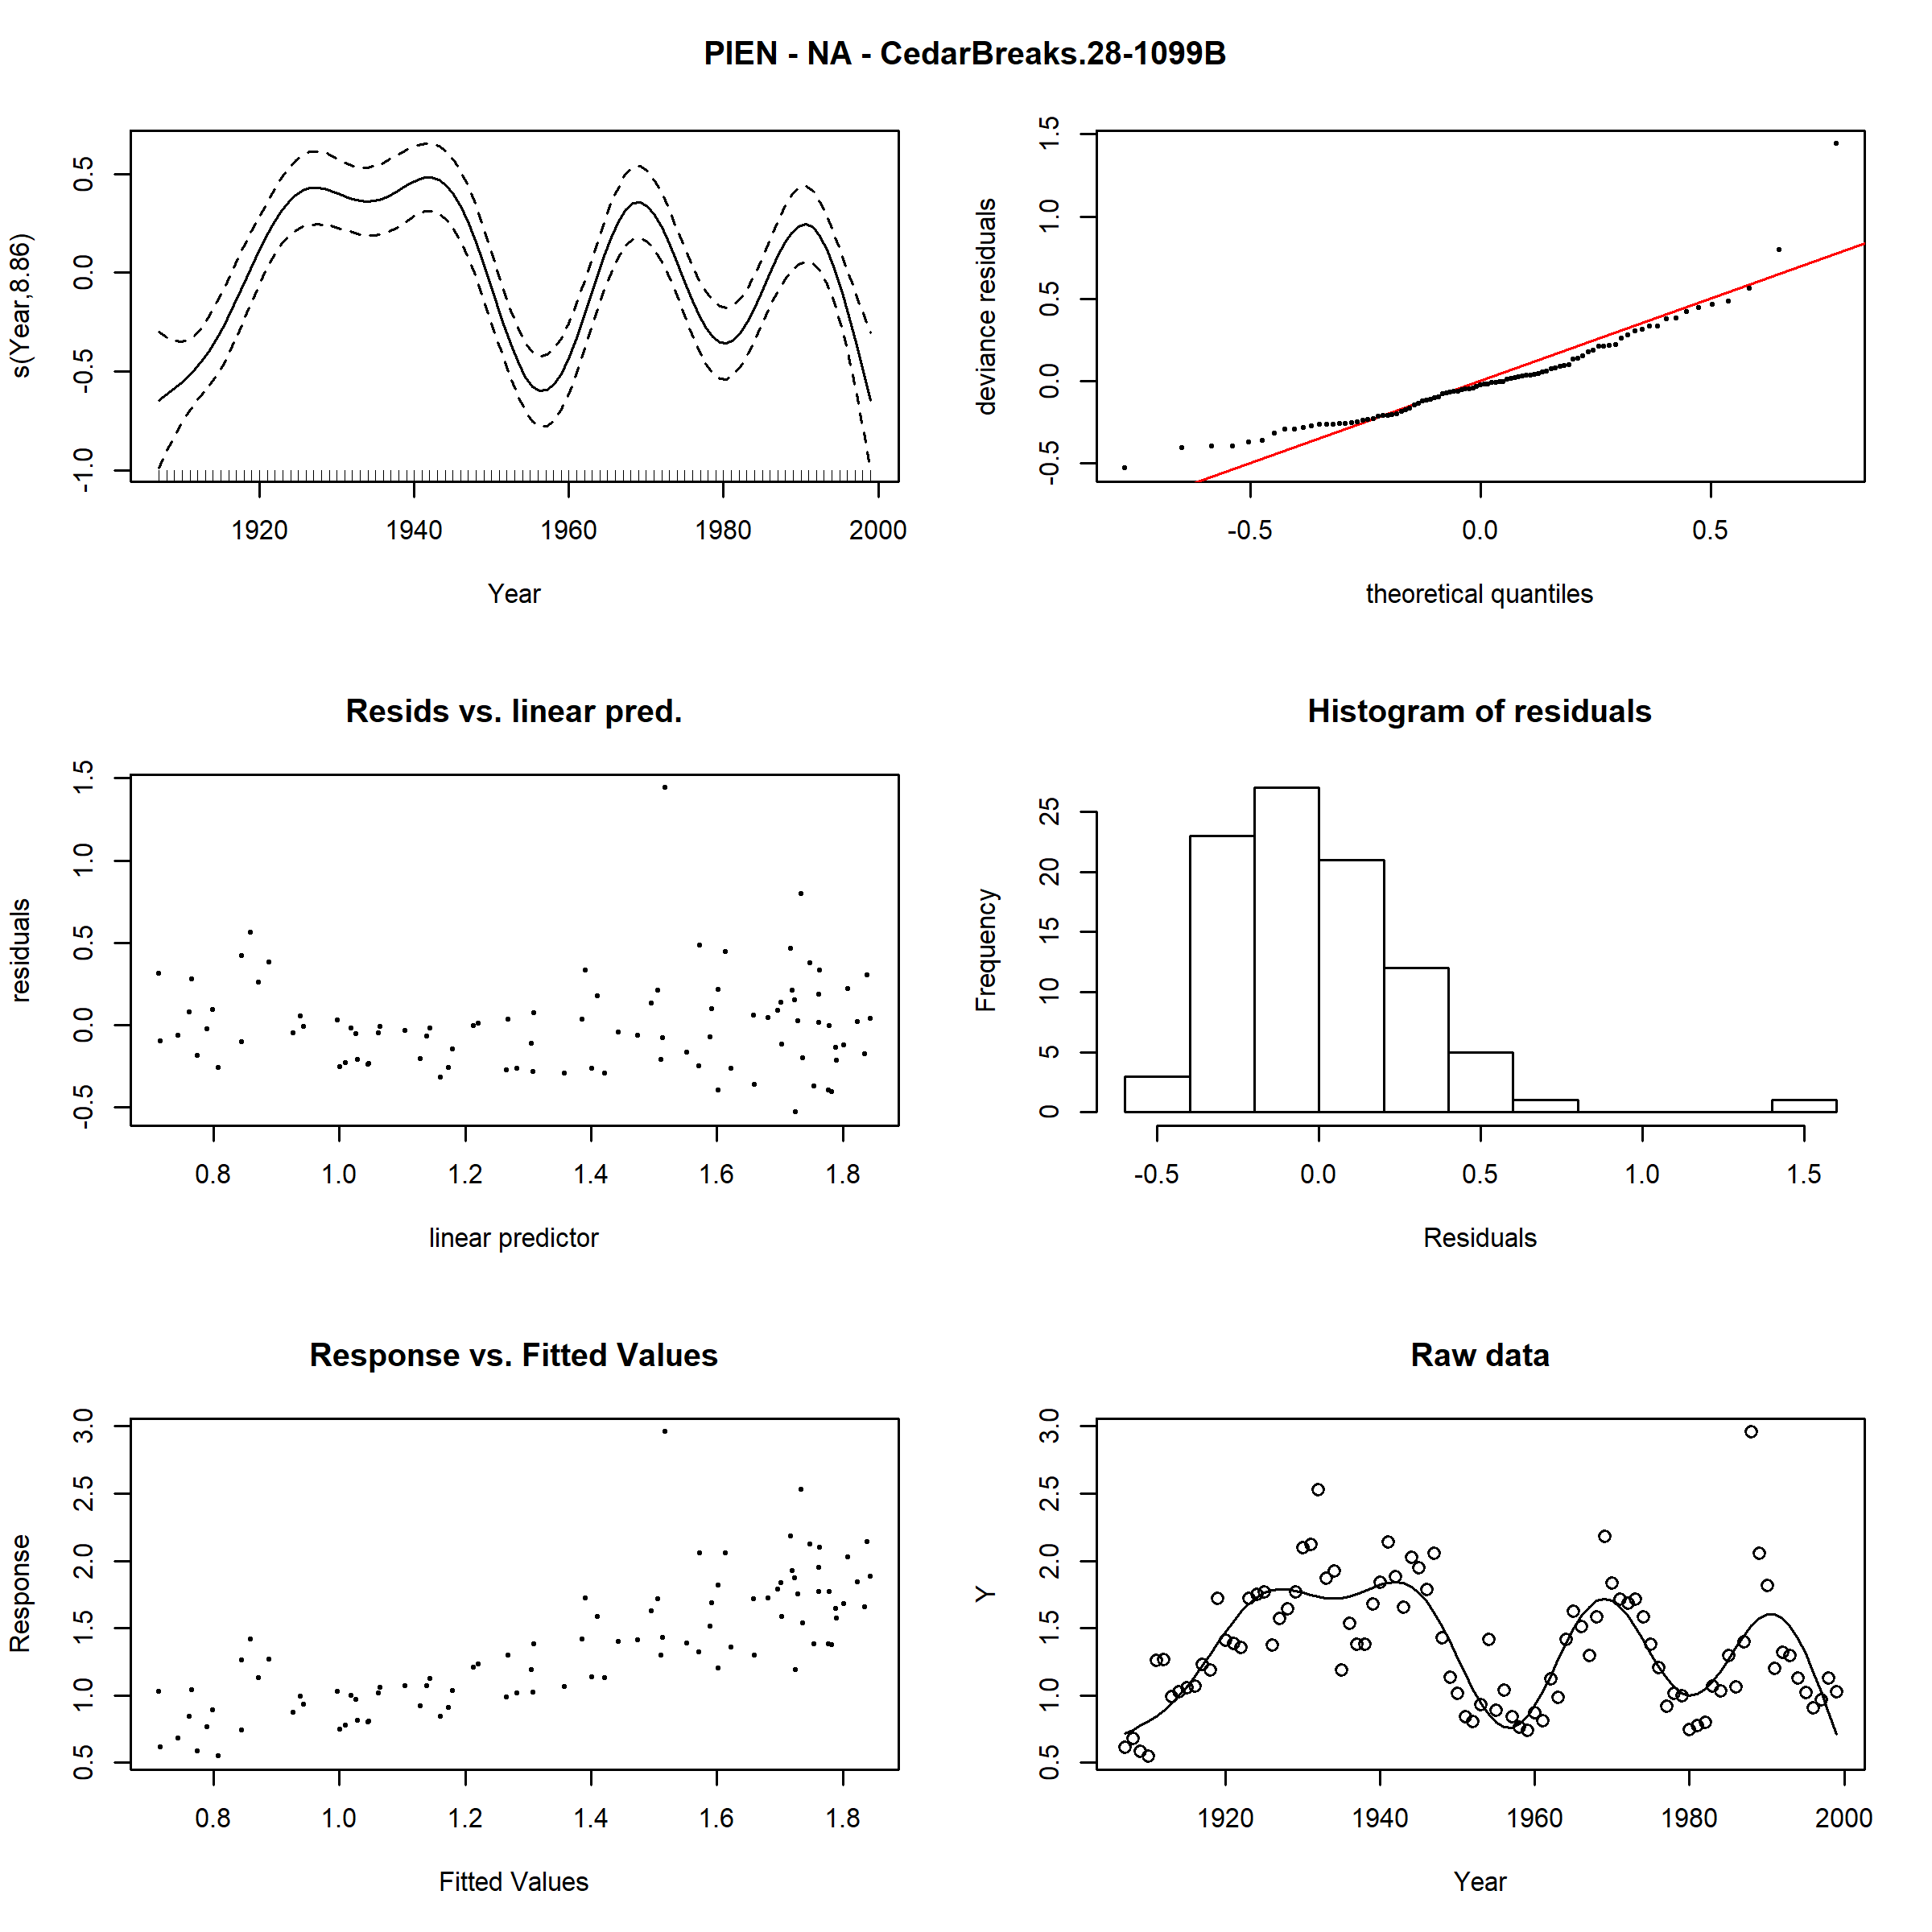 PIEN - NA - CedarBreaks.28-1099B
s(Year,8.86)
-1.0 -0.5 0.0 0.5
1920 1940 1960 1980 2000
Year
deviance residuals
-0.5 0.0 0.5 1.0 1.5
-0.5 0.0 0.5
theoretical quantiles
Resids vs. linear pred.
residuals
-0.5 0.0 0.5 1.0 1.5
0.8 1.0 1.2 1.4 1.6 1.8
linear predictor
Histogram of residuals
Frequency
0 5 10 15 20 25
-0.5 0.0 0.5 1.0 1.5
Residuals
Response vs. Fitted Values
Response
0.5 1.0 1.5 2.0 2.5 3.0
0.8 1.0 1.2 1.4 1.6 1.8
Fitted Values
Raw data
Y
0.5 1.0 1.5 2.0 2.5 3.0
1920 1940 1960 1980 2000
Year